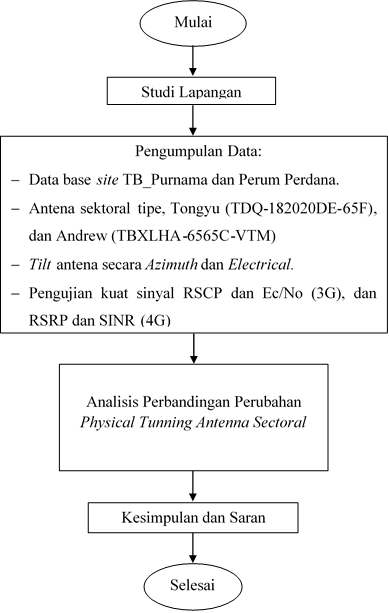 Mulai
Studi Lapangan
Pengumpulan Data:
− Data base site TB_Purnama dan Perum Perdana.
− Antena sektoral tipe, Tongyu (TDQ-182020DE-65F),
dan Andrew (TBXLHA-6565C-VTM)
− Tilt antena secara Azimuth dan Electrical.
− Pengujian kuat sinyal RSCP dan Ec/No (3G), dan
RSRP dan SINR (4G)
Analisis Perbandingan Perubahan
Physical Tunning Antenna Sectoral
Kesimpulan dan Saran
Selesai